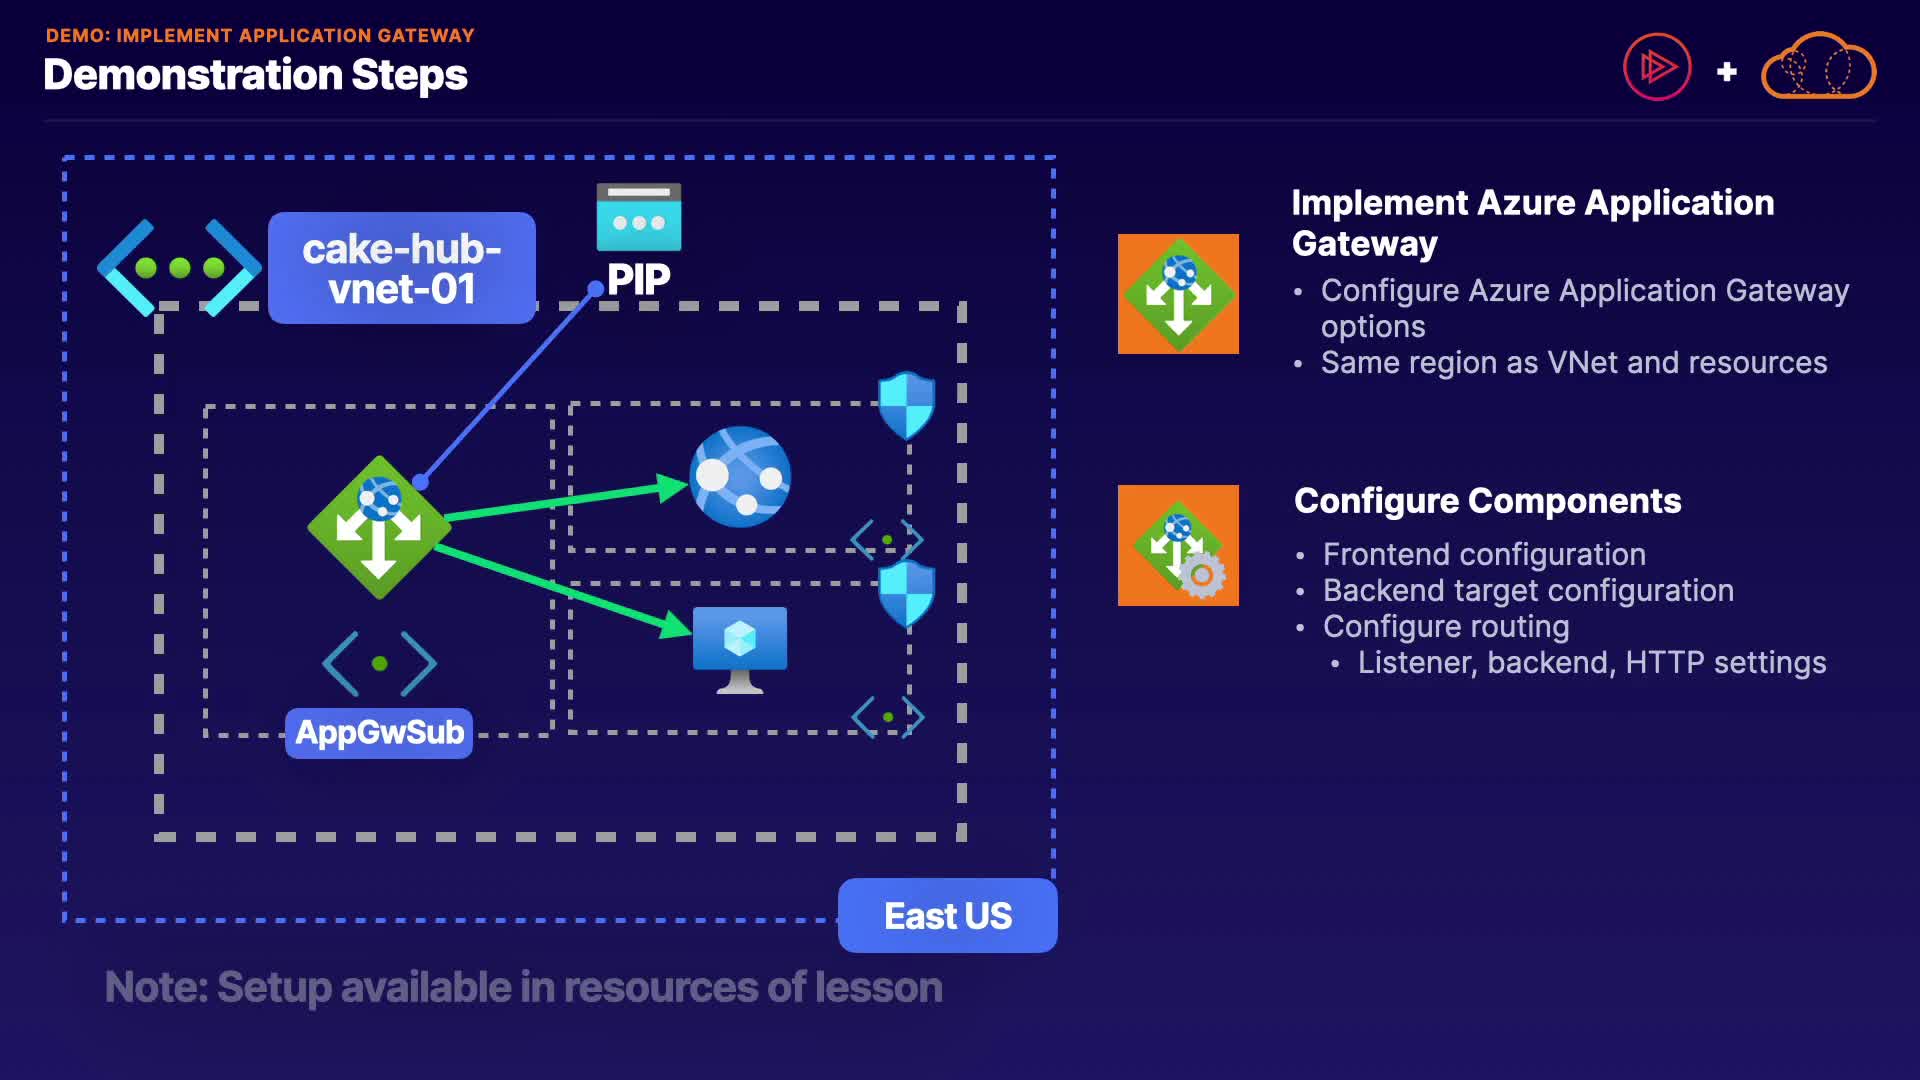 DEMO: IMPLEMENT APPLICATION GATEWAY
Demonstration Steps
cake-hub-
vnet-01
PIP
AppGwSub
East US
Note: Setup available in resources of lesson
Implement Azure Application
Gateway
• Configure Azure Application Gateway
options
• Same region as VNet and resources
Configure Components
• Frontend configuration
• Backend target configuration
• Configure routing
• Listener, backend, HTTP settings